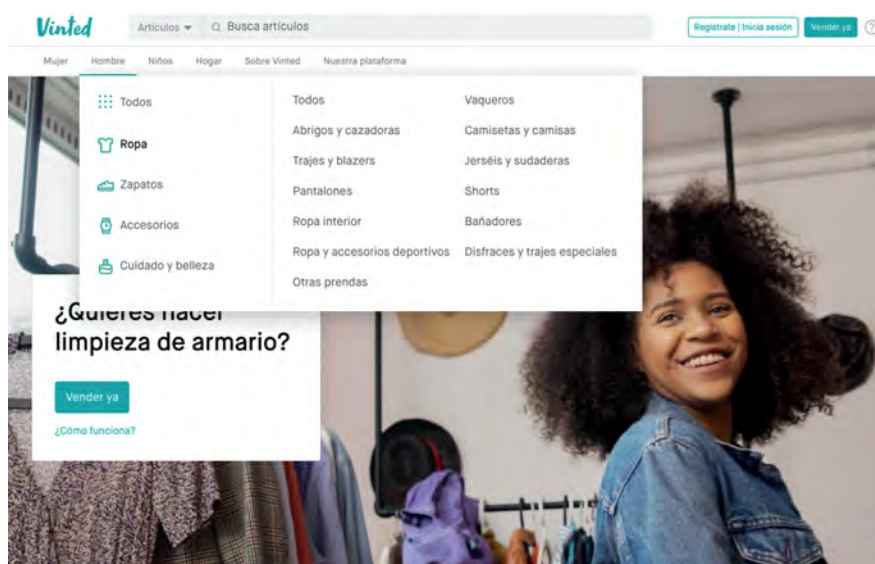 Vinted
Artículos
Busca artículos
Regístrate | Inicia sesión
Vender ya
?
Mujer
Hombre
Niños
Hogar
Sobre Vinted
Nuestra plataforma
Todos
Ropa
Zapatos
Accesorios
Cuidado y belleza
Todos
Abrigos y cazadoras
Trajes y blazers
Pantalones
Ropa interior
Ropa y accesorios deportivos
Otras prendas
Vaqueros
Camisetas y camisas
Jerséis y sudaderas
Shorts
Bañadores
Disfraces y trajes especiales
¿Quieres hacer
limpieza de armario?
Vender ya
¿Cómo funciona?